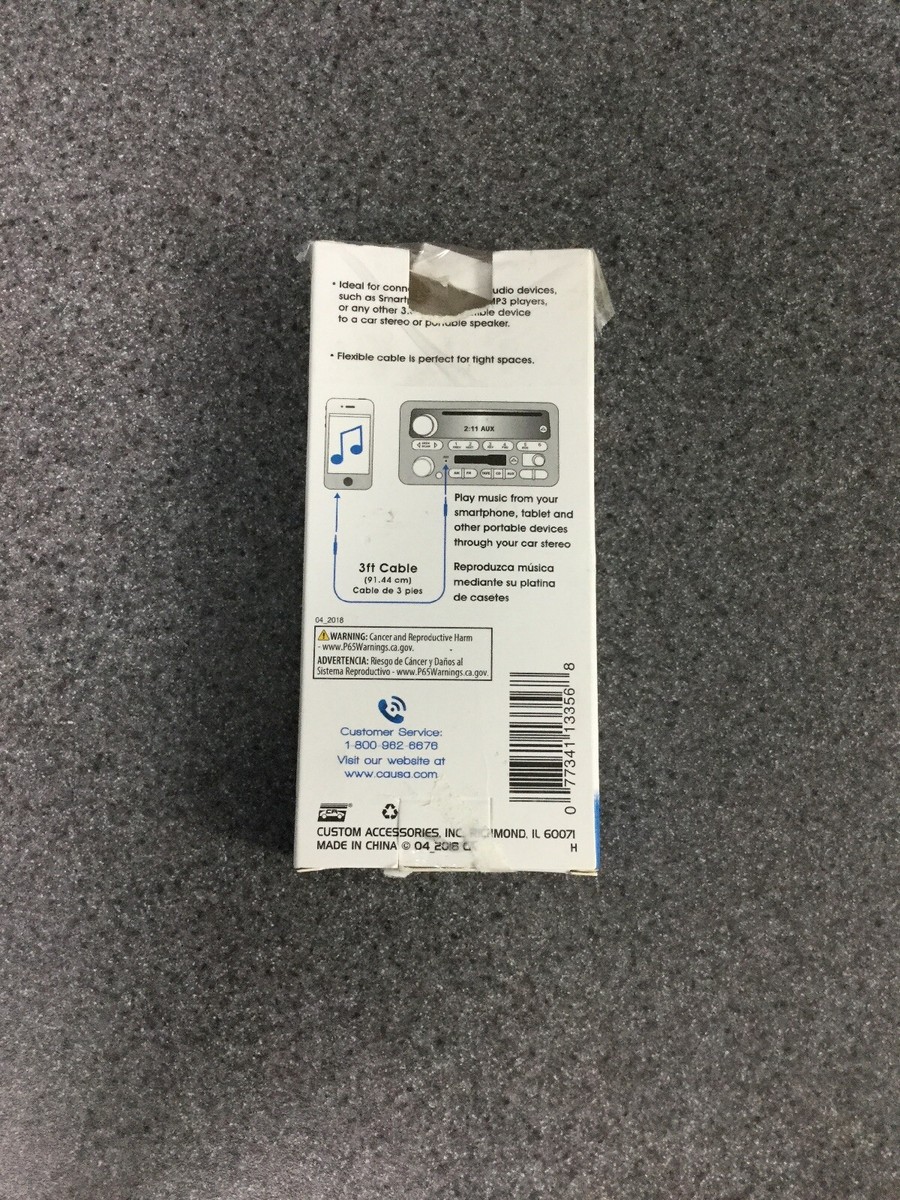 • Ideal for udio devices,
such as MP3 players,
or any other device
to a car stereo or portable speaker.
• Flexible cable is perfect for tight spaces.
2:11 AUX
Play music from your
smartphone, tablet and
other portable devices
through your car stereo
3ft Cable
(91.44 cm)
Cable de 3 pies
Reproduzca música
mediante su platina
de casetes
04_2018
WARNING: Cancer and Reproductive Harm
- www.P65Warnings.ca.gov.
ADVERTENCIA: Riesgo de Cáncer y Daños al
Sistema Reproductivo - www.P65Warnings.ca.gov.
Customer Service:
1-800-962-6676
Visit our website at
www.causa.com
0 77341 13356 8
CUSTOM ACCESSORIES, INC. RICHMOND, IL 60071
MADE IN CHINA © 04_2018
H